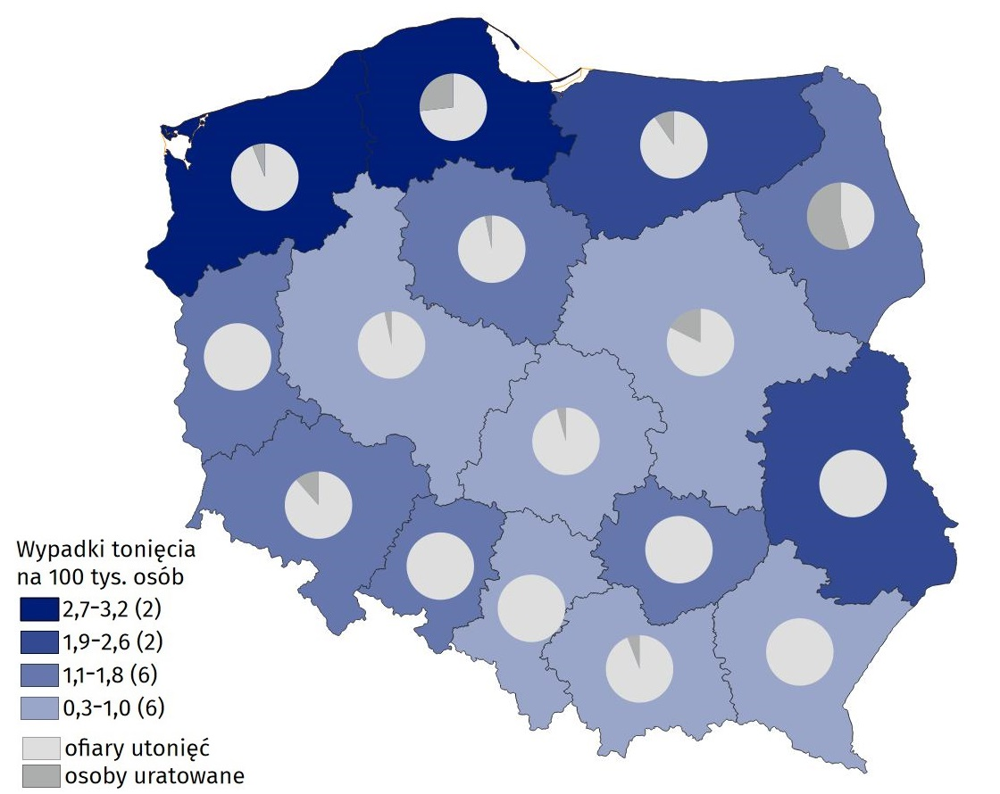 Wypadki tonięcia
na 100 tys. osób
2,7-3,2 (2)
1,9-2,6 (2)
1,1-1,8 (6)
0,3-1,0 (6)
ofiary utonięć
osoby uratowane